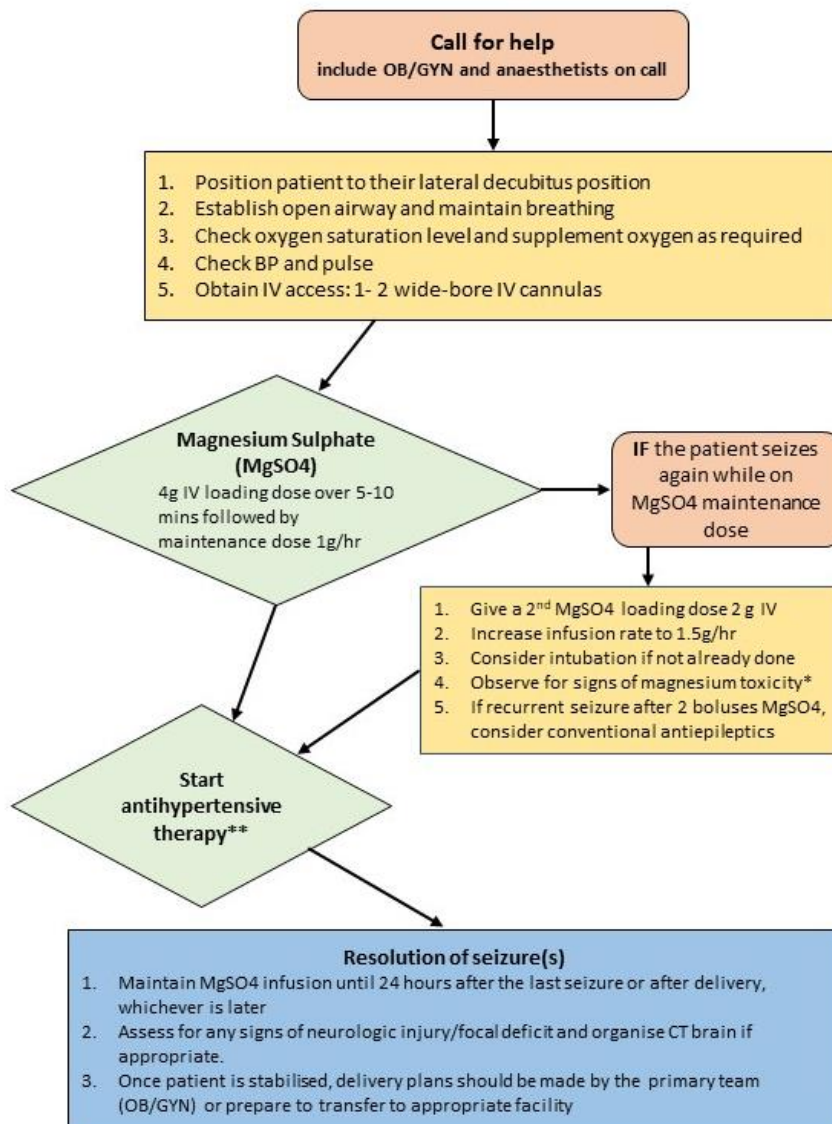 Call for help
include OB/GYN and anaesthetists on call
1. Position patient to their lateral decubitus position
2. Establish open airway and maintain breathing
3. Check oxygen saturation level and supplement oxygen as required
4. Check BP and pulse
5. Obtain IV access: 1- 2 wide-bore IV cannulas
Magnesium Sulphate
(MgSO4)
4g IV loading dose over 5-10
mins followed by
maintenance dose 1g/hr
IF the patient seizes
again while on
MgSO4 maintenance
dose
1. Give a 2nd MgSO4 loading dose 2 g IV
2. Increase infusion rate to 1.5g/hr
3. Consider intubation if not already done
4. Observe for signs of magnesium toxicity*
5. If recurrent seizure after 2 boluses MgSO4,
consider conventional antiepileptics
Start
antihypertensive
therapy**
Resolution of seizure(s)
1. Maintain MgSO4 infusion until 24 hours after the last seizure or after delivery,
whichever is later
2. Assess for any signs of neurologic injury/focal deficit and organise CT brain if
appropriate.
3. Once patient is stabilised, delivery plans should be made by the primary team
(OB/GYN) or prepare to transfer to appropriate facility